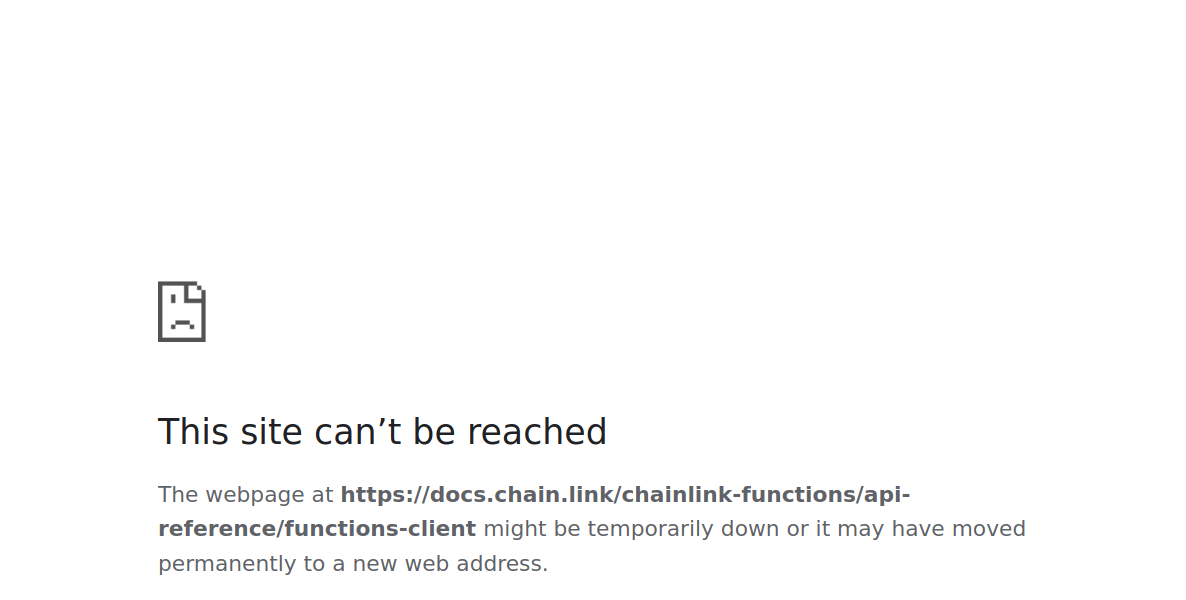 This site can’t be reached
The webpage at https://docs.chain.link/chainlink-functions/api-
reference/functions-client might be temporarily down or it may have moved
permanently to a new web address.